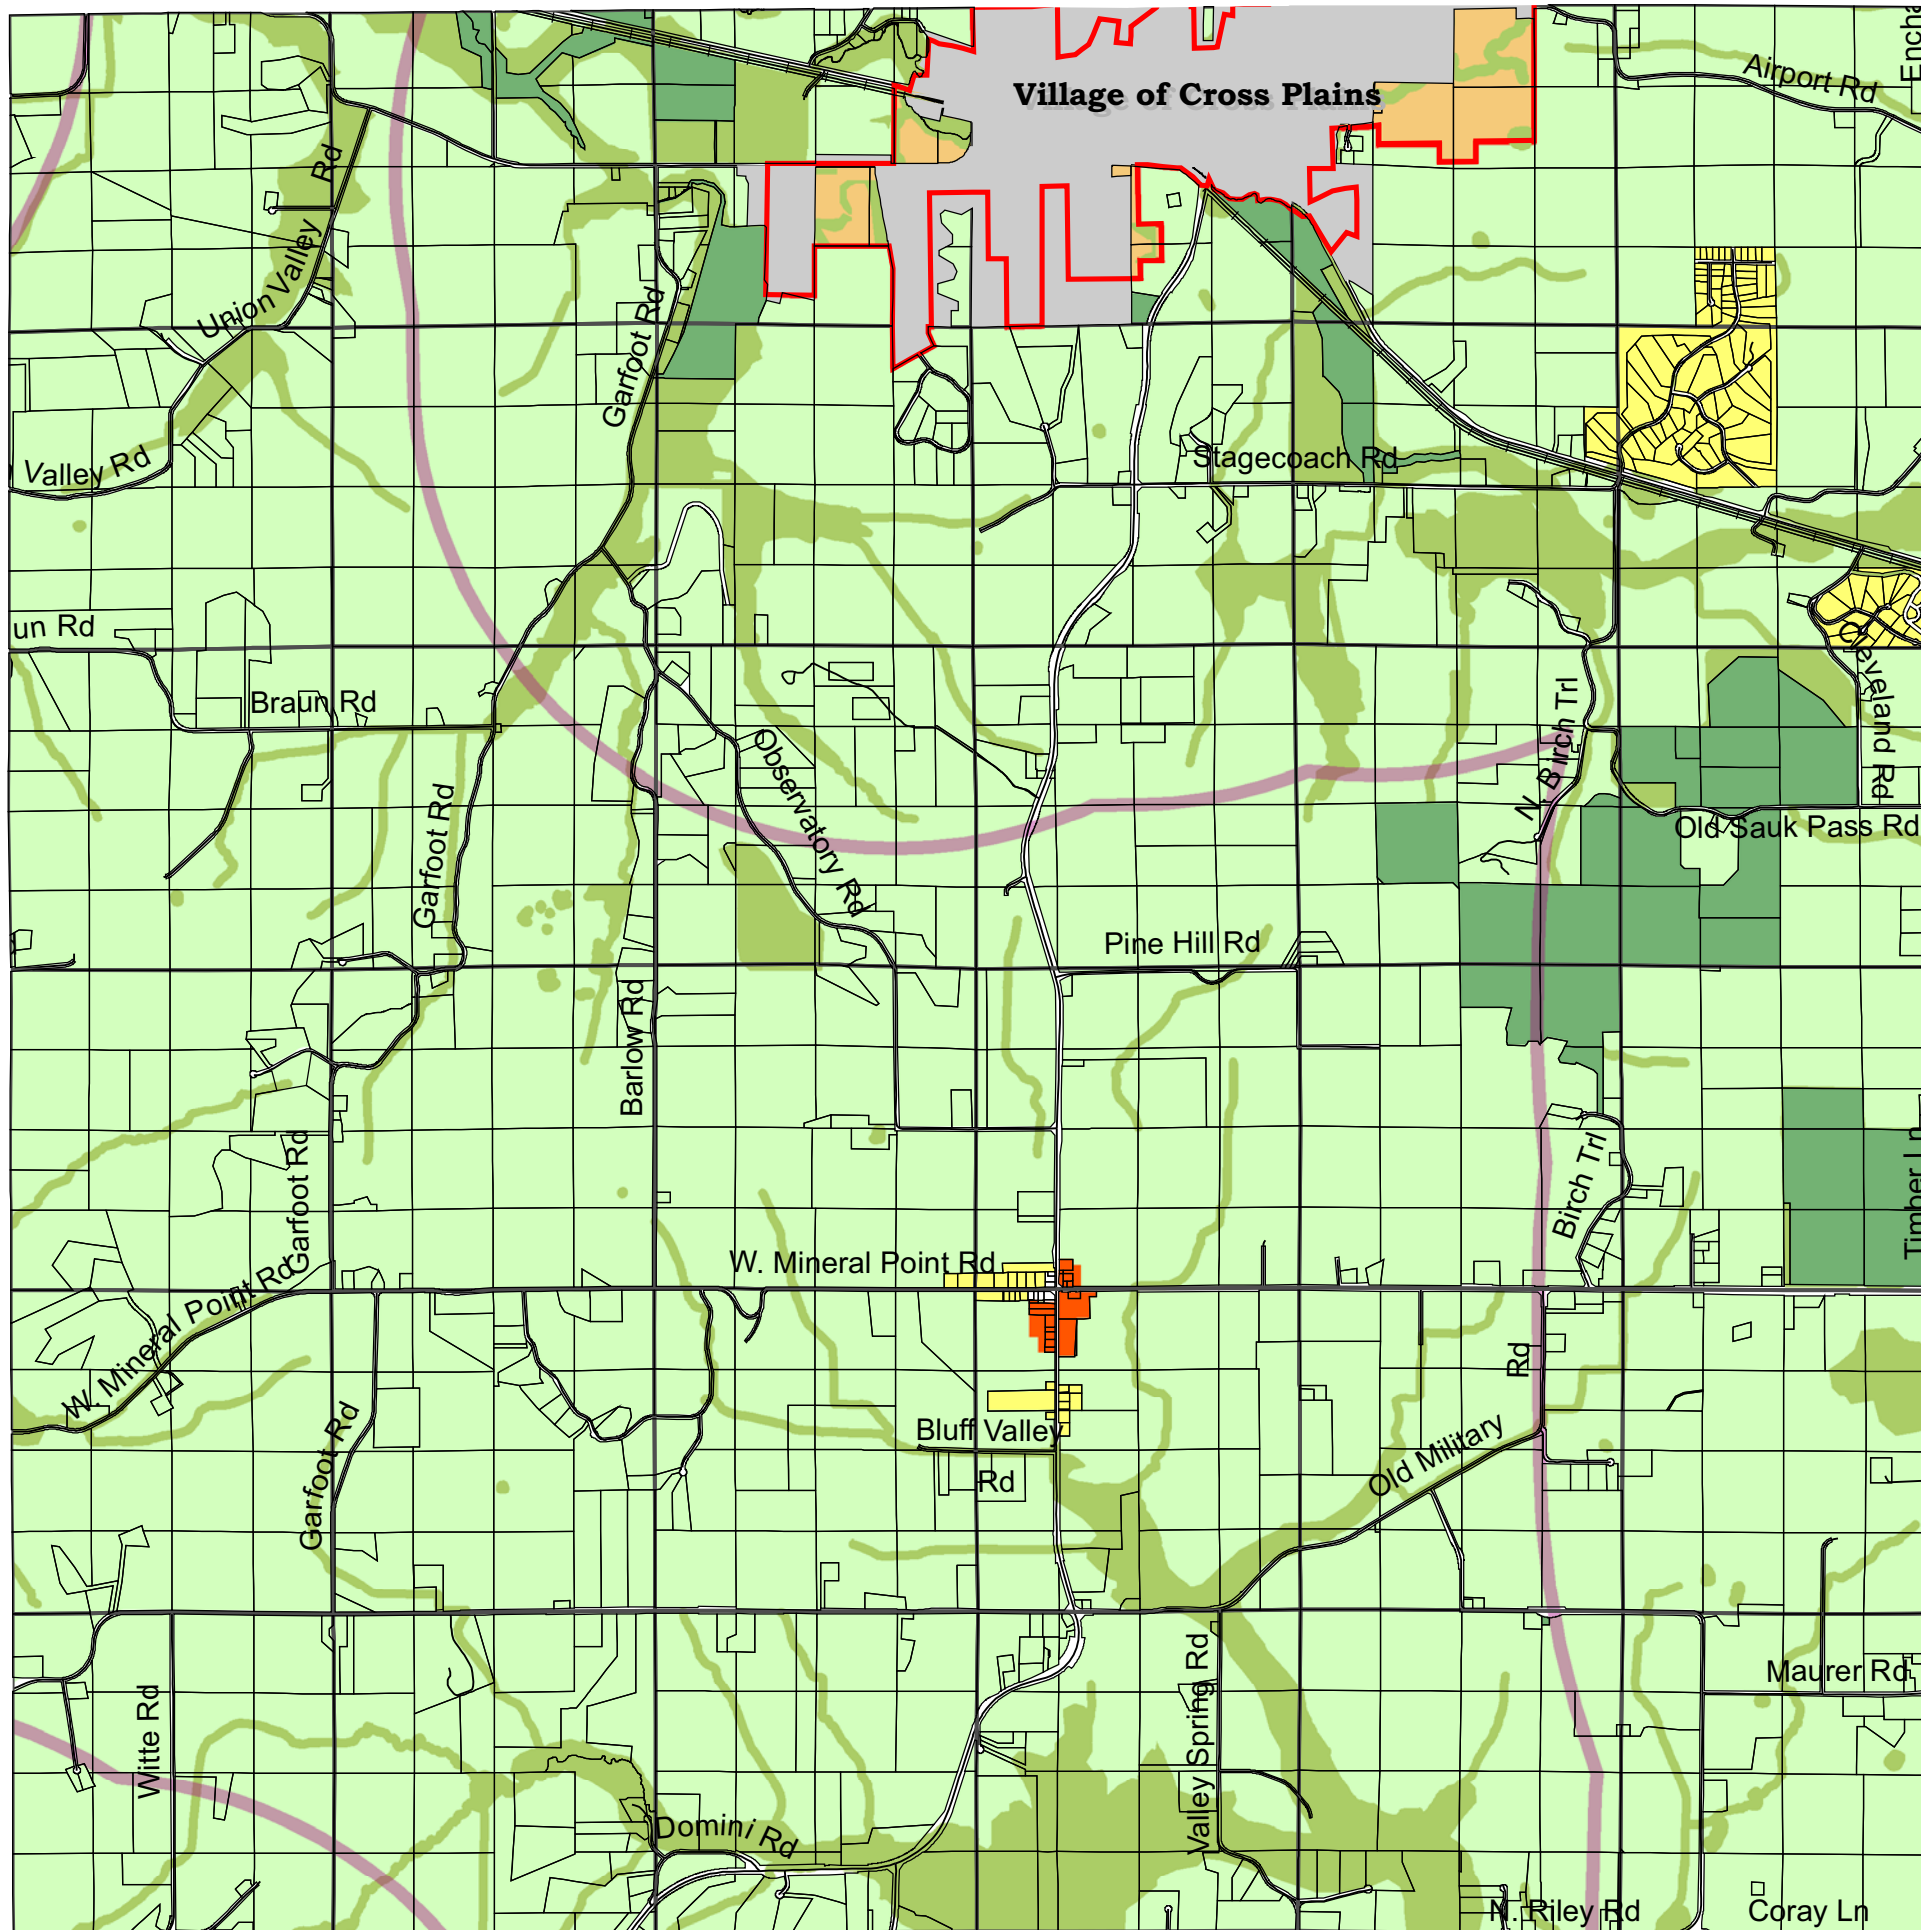 Encha
Village of Cross Plains
Airport Rd
Union Valley Rd
Garfoot Rd
Valley Rd
Stagecoach Rd
un Rd
Cleveland Rd
Braun Rd
N. Birch Trl
Observatory Rd
Garfoot Rd
Old Sauk Pass Rd
Pine Hill Rd
Barlow Rd
Garfoot Rd
Birch Trl
Timber Ln
W. Mineral Point Rd
W. Mineral Point Rd
Rd
Garfoot Rd
Bluff Valley
Rd
Old Military
Witte Rd
Valley Spring Rd
Maurer Rd
Domini Rd
N. Riley Rd
Coray Ln